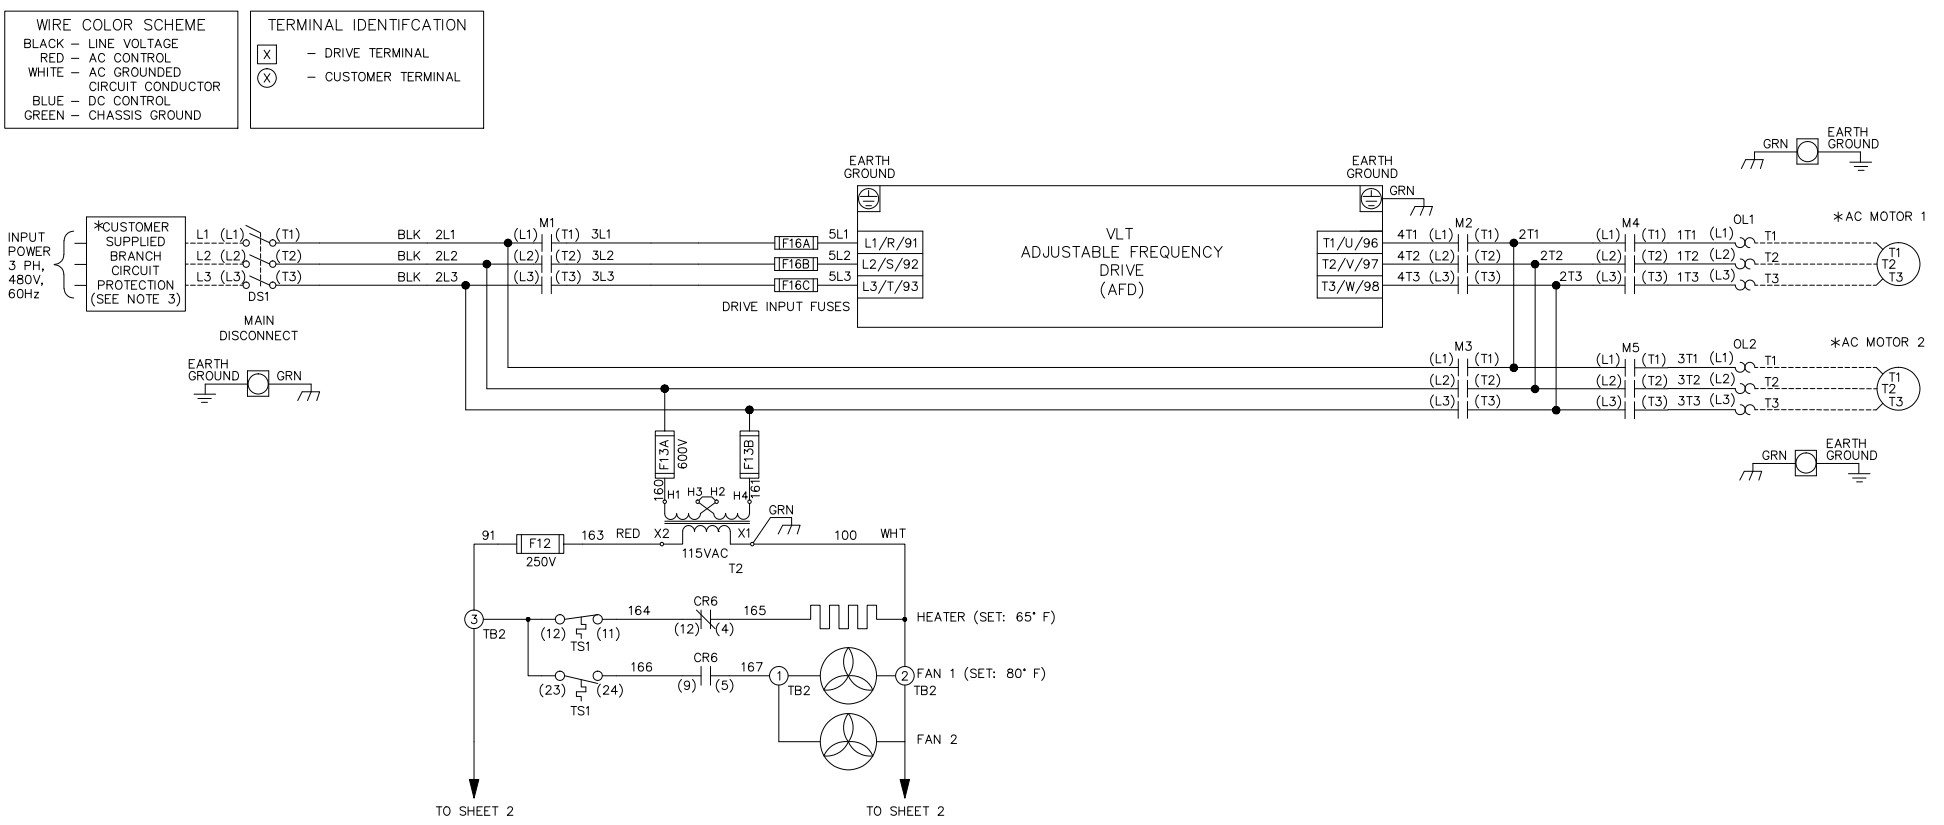 WIRE COLOR SCHEME
BLACK – LINE VOLTAGE
RED – AC CONTROL
WHITE – AC GROUNDED
CIRCUIT CONDUCTOR
BLUE – DC CONTROL
GREEN – CHASSIS GROUND
TERMINAL IDENTIFCATION
X – DRIVE TERMINAL
X – CUSTOMER TERMINAL
GRN
EARTH
GROUND
EARTH
GROUND
EARTH
GROUND
GRN
INPUT
POWER
3 PH,
480V,
60Hz
*CUSTOMER
SUPPLIED
BRANCH
CIRCUIT
PROTECTION
(SEE NOTE 3)
L1 (L1) (T1) BLK 2L1 (L1) M1 (T1) 3L1 F16A 5L1 L1/R/91
L2 (L2) (T2) BLK 2L2 (L2) (T2) 3L2 F16B 5L2 L2/S/92
L3 (L3) (T3) BLK 2L3 (L3) (T3) 3L3 F16C 5L3 L3/T/93
DS1
MAIN
DISCONNECT
DRIVE INPUT FUSES
VLT
ADJUSTABLE FREQUENCY
DRIVE
(AFD)
M2 M4 OL1 *AC MOTOR 1
T1/U/96 4T1 (L1) (T1) 2T1 (L1) (T1) 1T1 (L1) T1 T1
T2/V/97 4T2 (L2) (T2) 2T2 (L2) (T2) 1T2 (L2) T2 T2
T3/W/98 4T3 (L3) (T3) 2T3 (L3) (T3) 1T3 (L3) T3 T3
EARTH
GROUND
GRN
M3 M5 OL2 *AC MOTOR 2
(L1) (T1) (L1) (T1) 3T1 (L1) T1 T1
(L2) (T2) (L2) (T2) 3T2 (L2) T2 T2
(L3) (T3) (L3) (T3) 3T3 (L3) T3 T3
GRN
EARTH
GROUND
F13A
600V
F13B
160
161
H1 H3 H2 H4
GRN
91 F12 163 RED X2 X1 100 WHT
250V
115VAC
T2
3
TB2
(12) (11) 164 CR6 165 HEATER (SET: 65° F)
TS1
(12) (4)
(23) (24) 166 CR6 167 1 2 FAN 1 (SET: 80° F)
TS1
(9) (5)
TB2
TB2
FAN 2
TO SHEET 2
TO SHEET 2